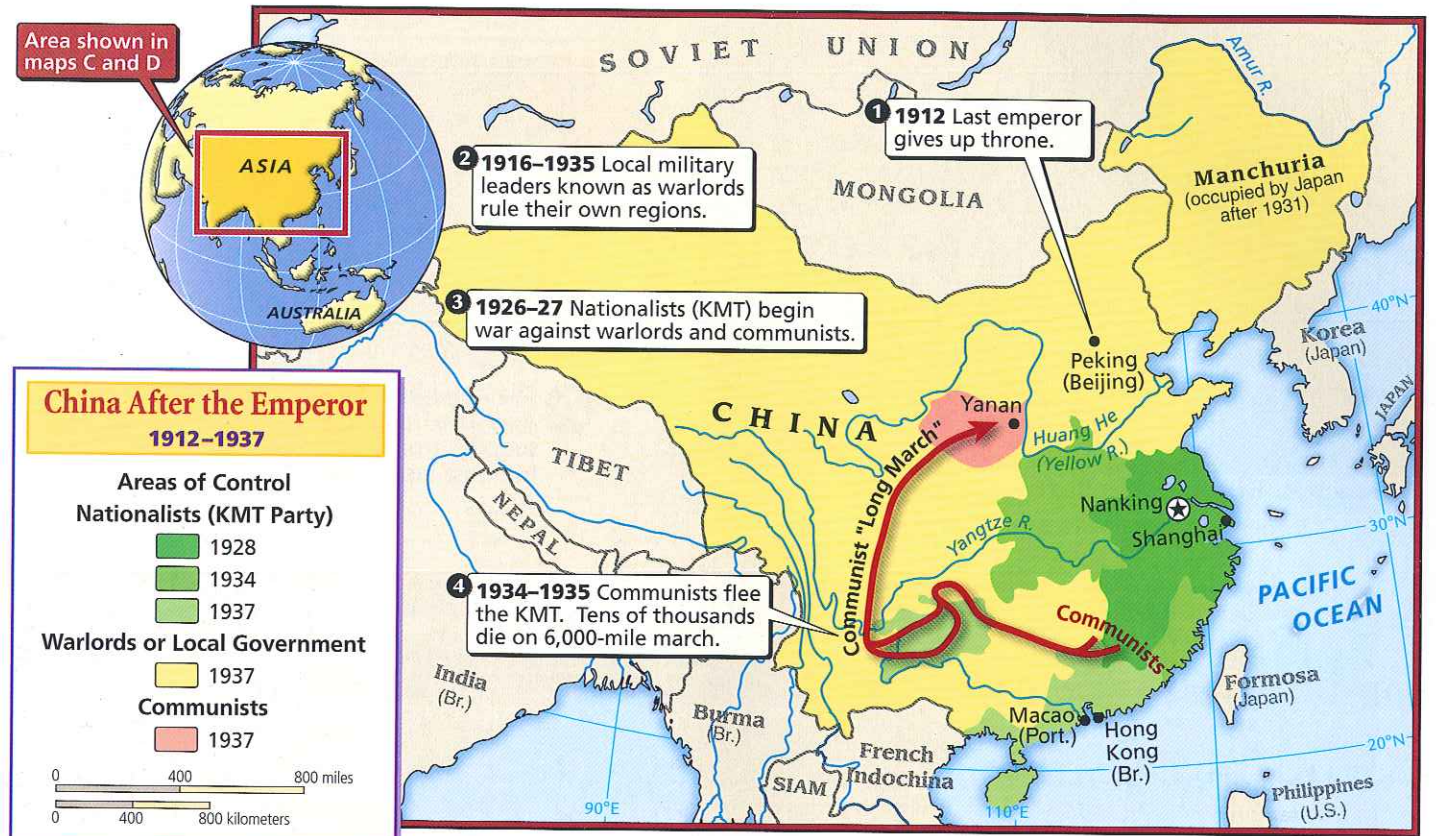 Area shown in
maps C and D
ASIA
AUSTRALIA
China After the Emperor
1912–1937
Areas of Control
Nationalists (KMT Party)
1928
1934
1937
Warlords or Local Government
1937
Communists
1937
0 400 800 miles
0 400 800 kilometers
SOVIET UNION
Amur R.
1 1912 Last emperor
gives up throne.
2 1916–1935 Local military
leaders known as warlords
rule their own regions.
MONGOLIA
Manchuria
(occupied by Japan
after 1931)
3 1926–27 Nationalists (KMT) begin
war against warlords and communists.
40°N
Korea
(Japan)
JAPAN
Peking
(Beijing)
CHINA
Yanan
Huang He
(Yellow R.)
TIBET
NEPAL
Communist "Long March"
Nanking
Shanghai
30°N
Yangtze R.
4 1934–1935 Communists flee
the KMT. Tens of thousands
die on 6,000-mile march.
Communists
PACIFIC
OCEAN
India
(Br.)
Burma
(Br.)
Formosa
(Japan)
Macao
(Port.)
Hong
Kong
(Br.)
French
Indochina
SIAM
20°N
Philippines
(U.S.)
90°E
110°E